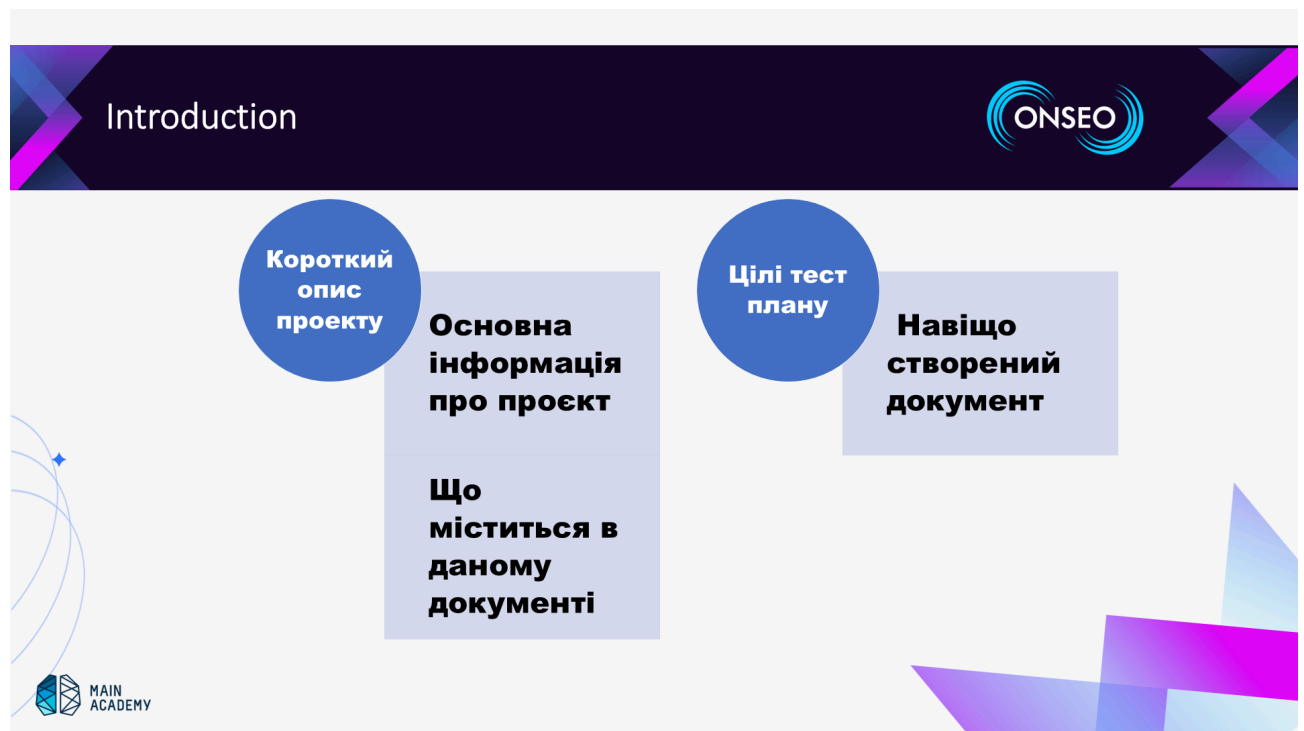 Introduction
ONSEO
Короткий
опис
проекту
Основна
інформація
про проєкт
Що
міститься в
даному
документі
Цілі тест
плану
Навіщо
створений
документ
MAIN
ACADEMY